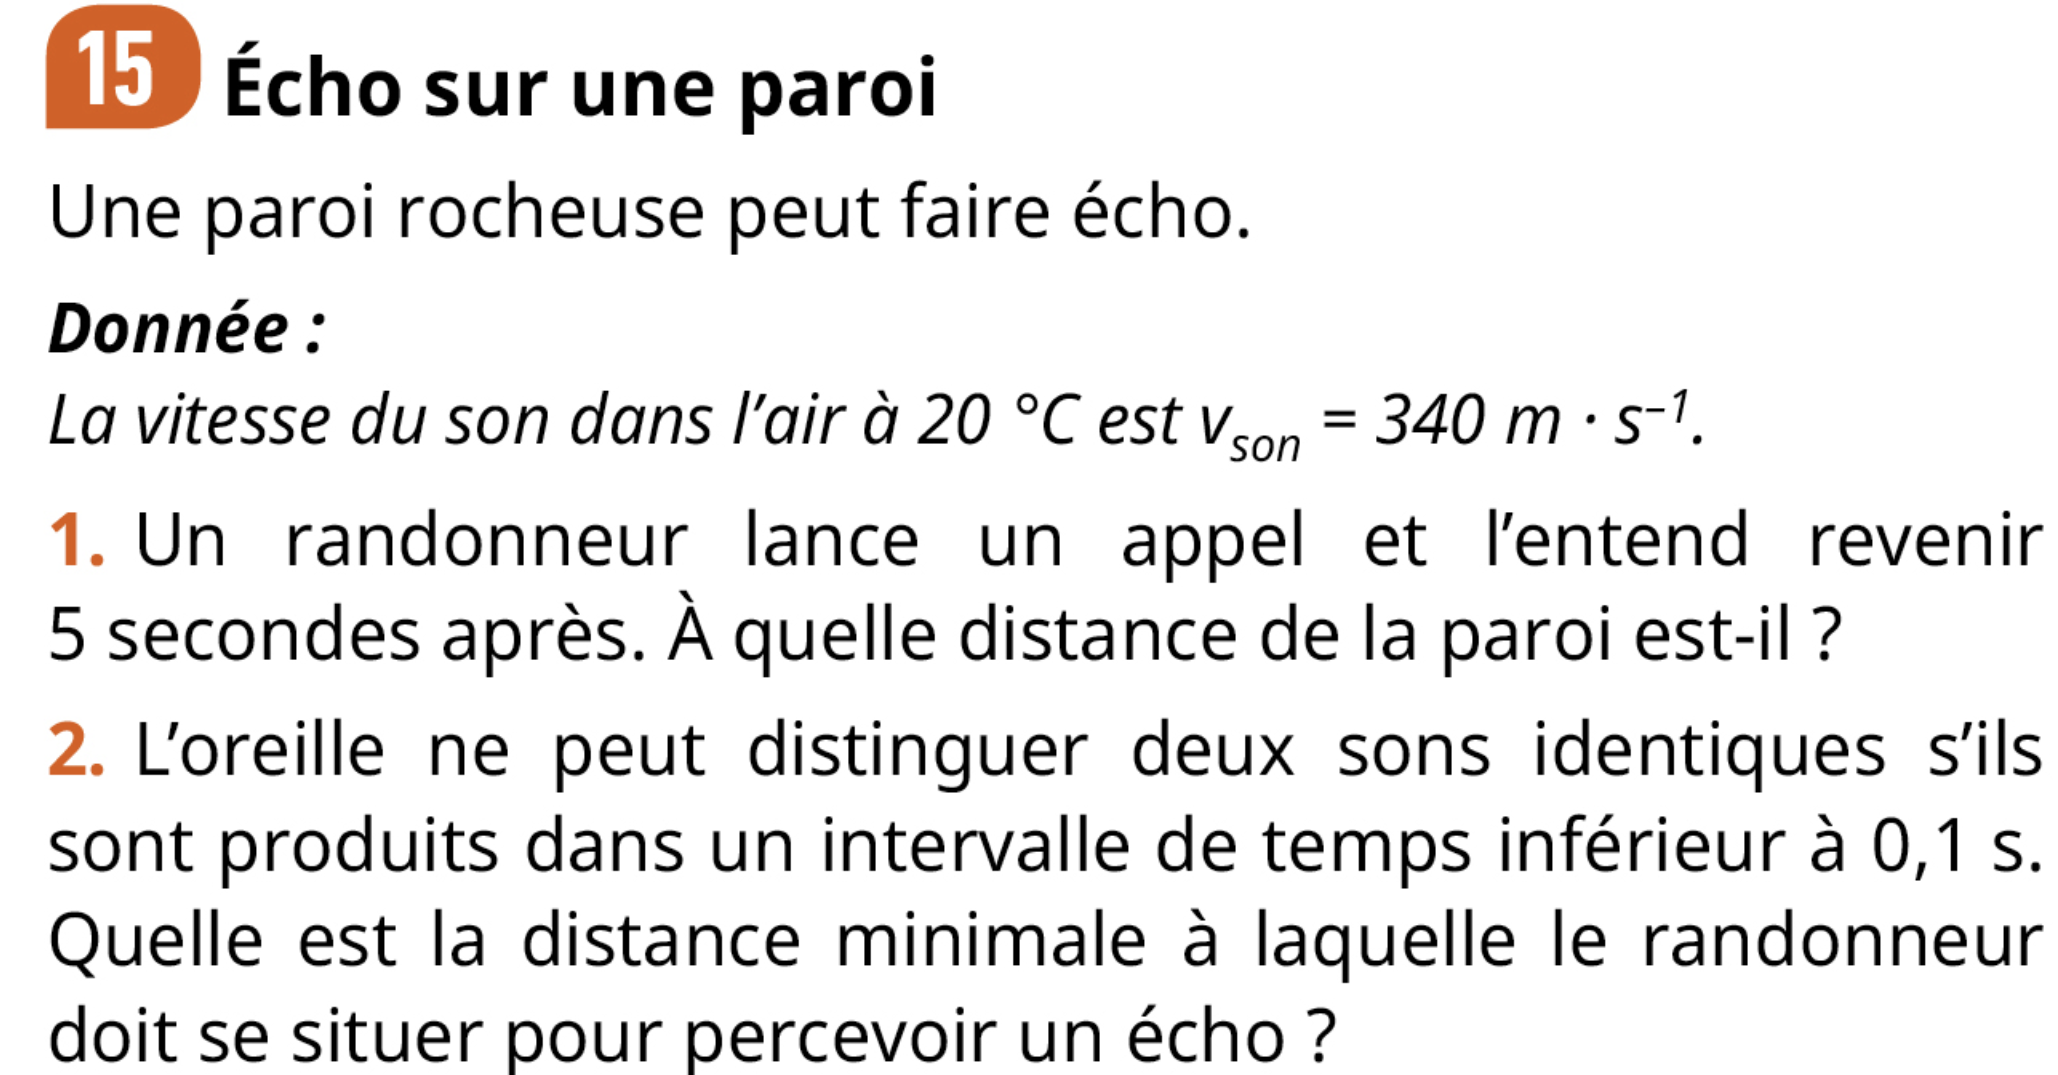 15 Écho sur une paroi
Une paroi rocheuse peut faire écho.
Donnée :
La vitesse du son dans l’air à 20 °C est vₛₒₙ = 340 m · s⁻¹.
1. Un randonneur lance un appel et l’entend revenir
5 secondes après. À quelle distance de la paroi est-il ?
2. L’oreille ne peut distinguer deux sons identiques s’ils
sont produits dans un intervalle de temps inférieur à 0,1 s.
Quelle est la distance minimale à laquelle le randonneur
doit se situer pour percevoir un écho ?